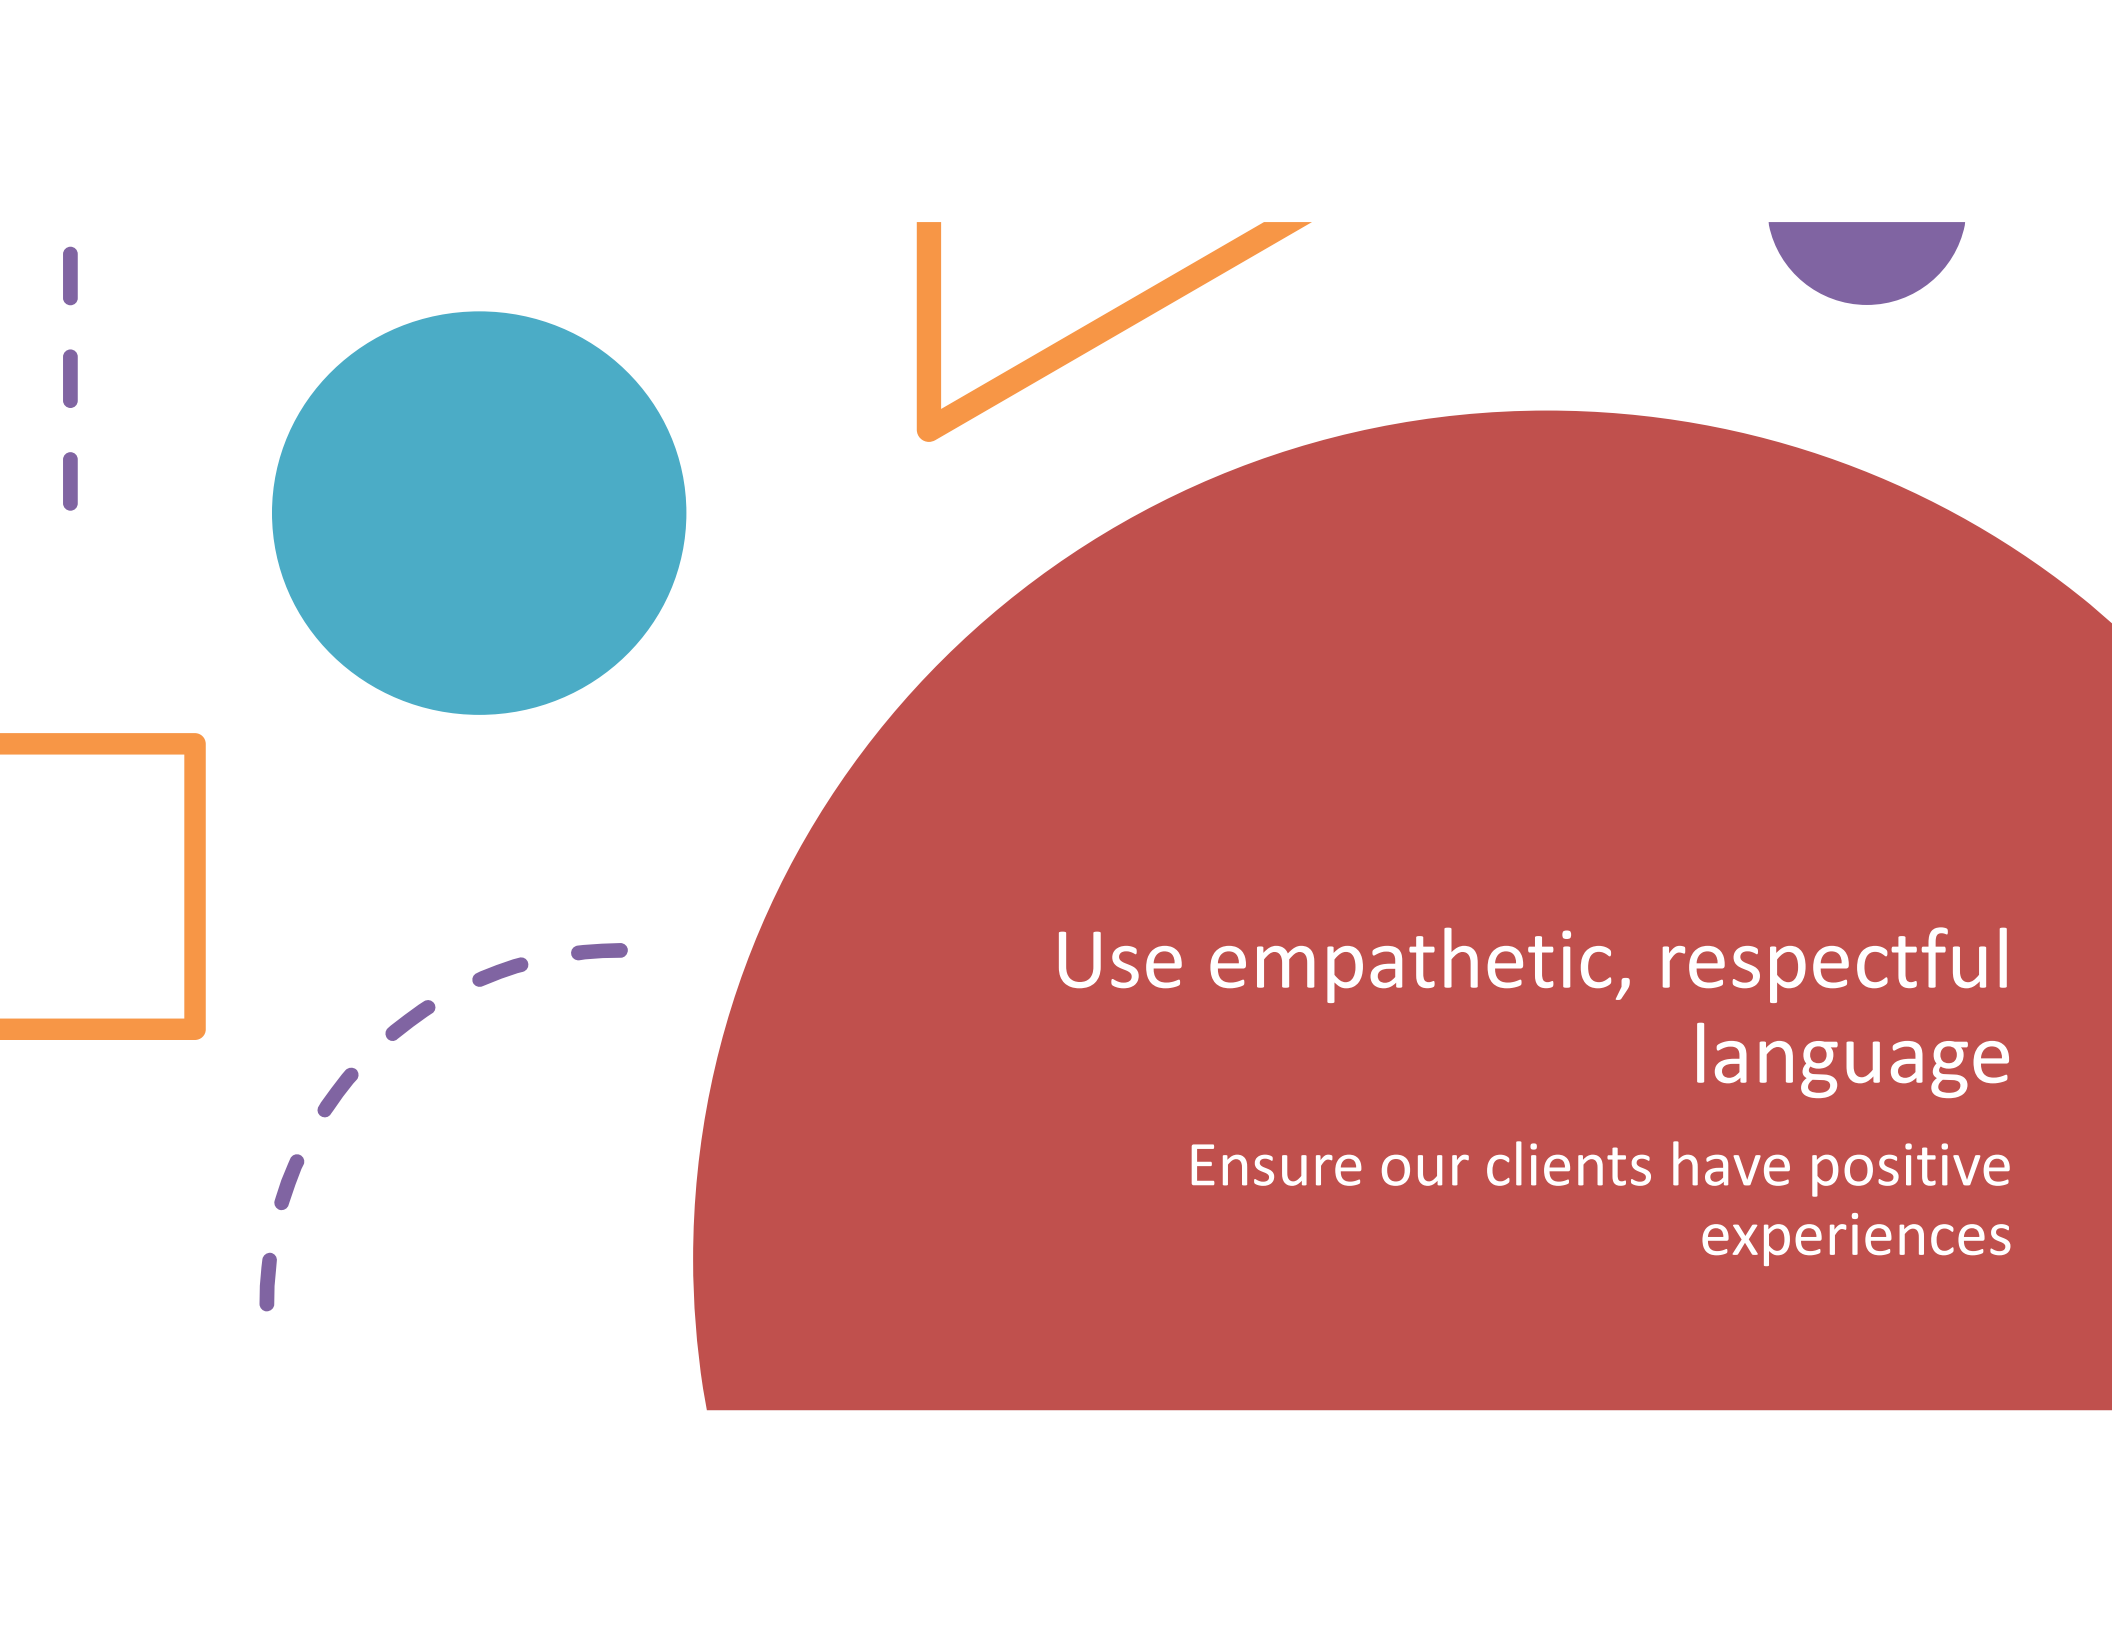 Use empathetic, respectful
language
Ensure our clients have positive
experiences